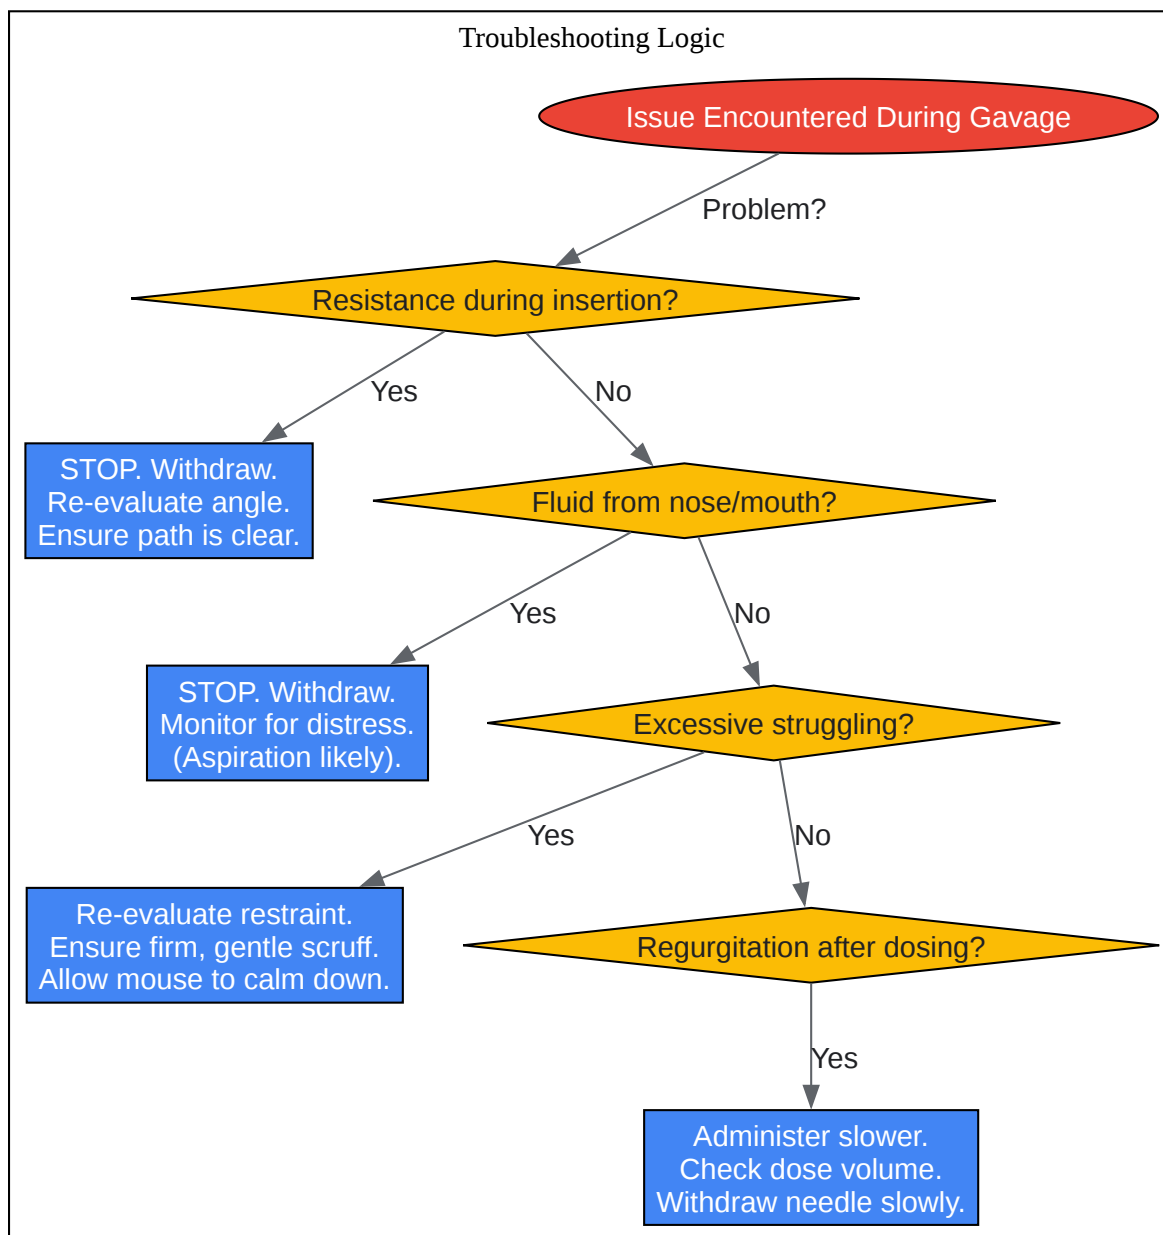 Troubleshooting Logic
Issue Encountered During Gavage
Problem?
Resistance during insertion?
Yes
No
STOP. Withdraw.
Re-evaluate angle.
Ensure path is clear.
Fluid from nose/mouth?
Yes
No
STOP. Withdraw.
Monitor for distress.
(Aspiration likely).
Excessive struggling?
Yes
No
Re-evaluate restraint.
Ensure firm, gentle scruff.
Allow mouse to calm down.
Regurgitation after dosing?
Yes
Administer slower.
Check dose volume.
Withdraw needle slowly.